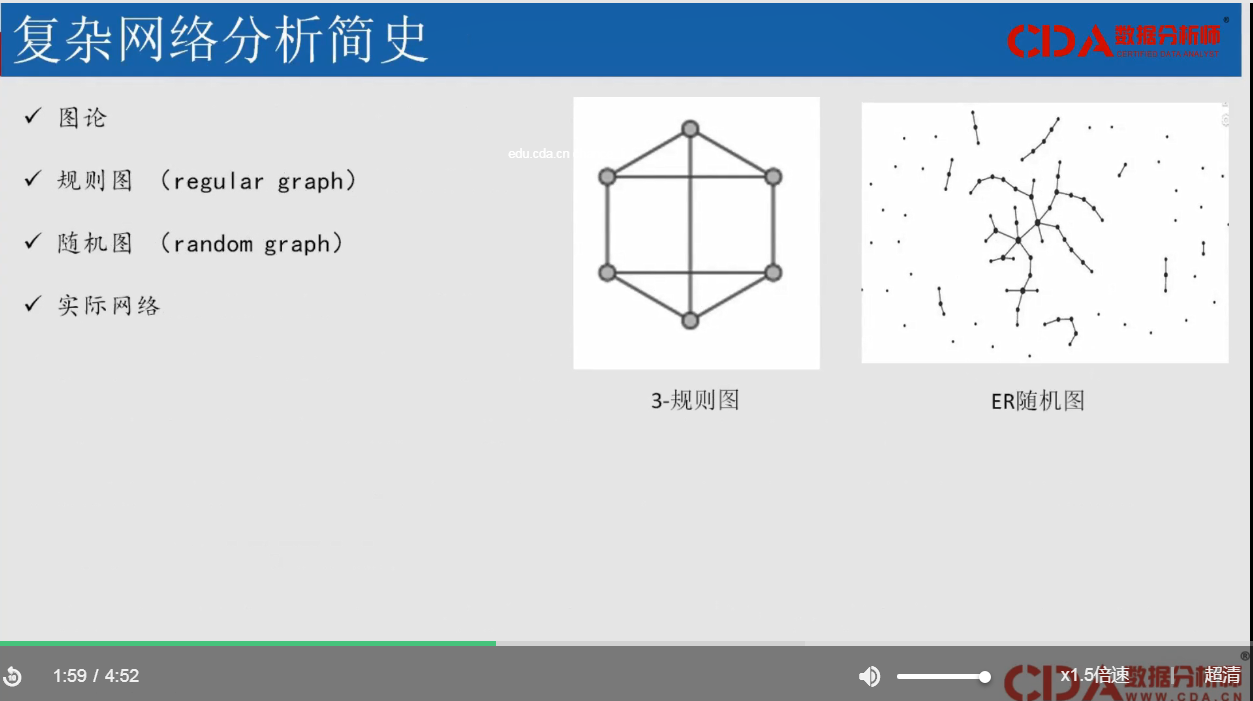 复杂网络分析简史
CDA数据分析师®
CERTIFIED DATA ANALYST
✓ 图论
✓ 规则图 （regular graph）
✓ 随机图 （random graph）
✓ 实际网络
edu.cda.cn
3-规则图
ER随机图
1:59 / 4:52
x1.5倍速
超清
CDA数据分析师®
WWW.CDA.CN